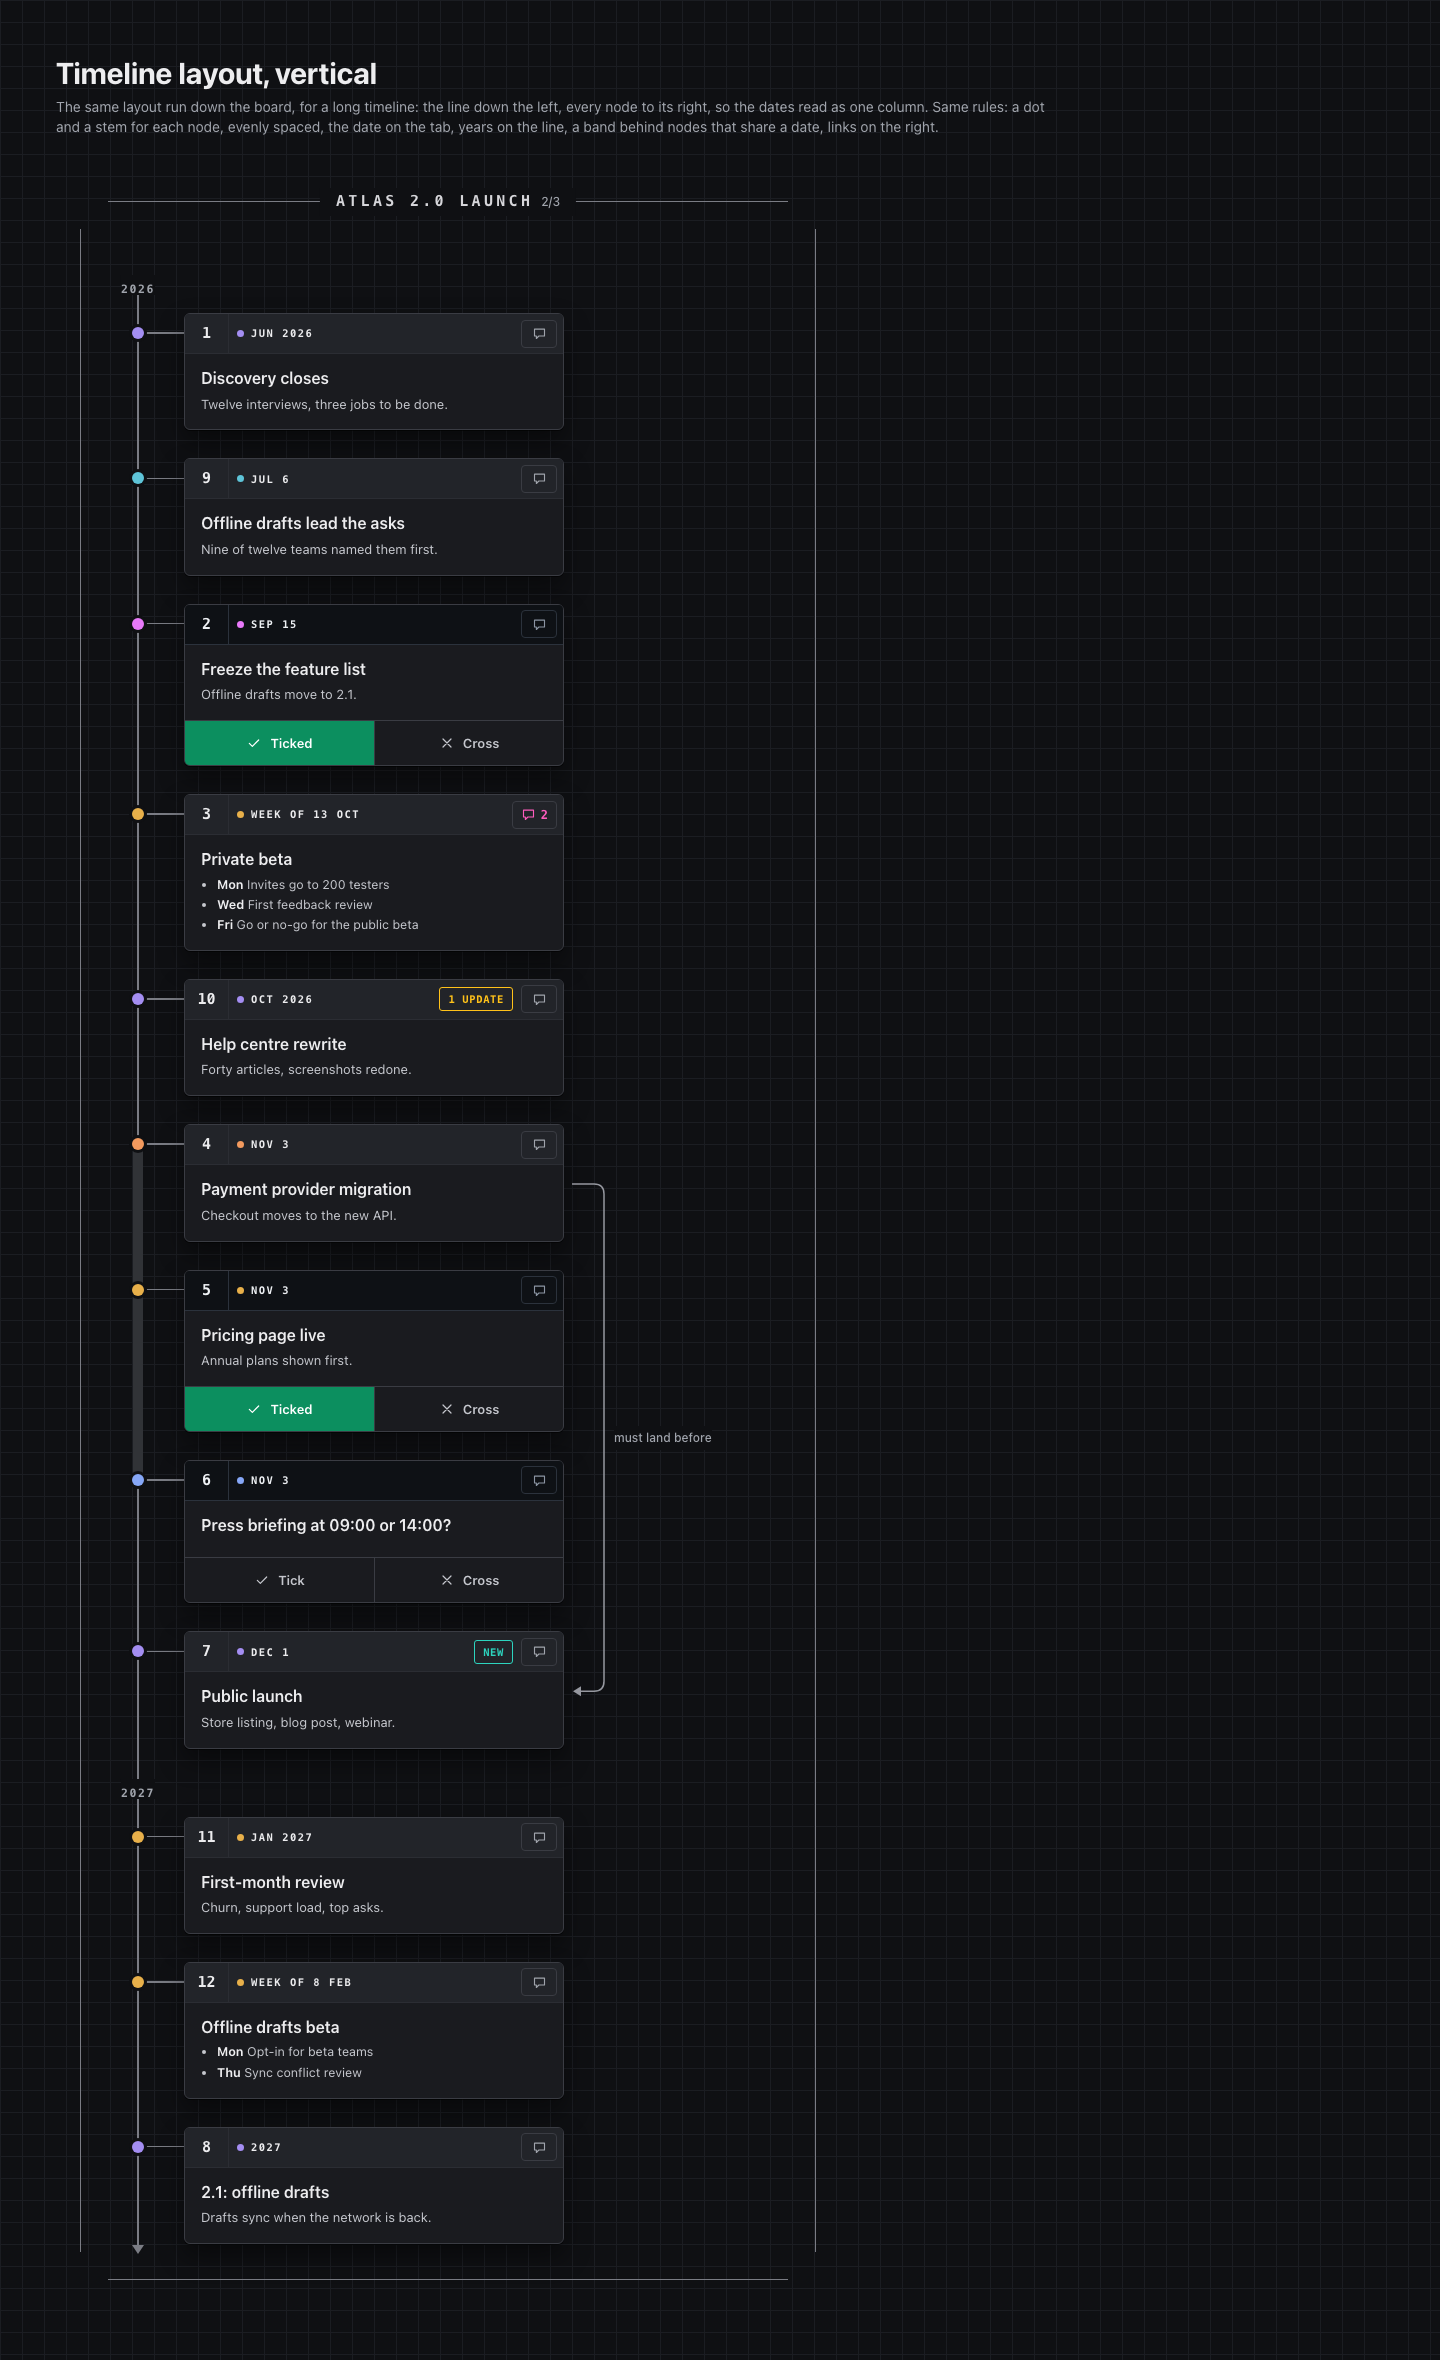 Timeline layout, vertical
The same layout run down the board, for a long timeline: the line down the left, every node to its right, so the dates read as one column. Same rules: a dot
and a stem for each node, evenly spaced, the date on the tab, years on the line, a band behind nodes that share a date, links on the right.
ATLAS 2.0 LAUNCH 2/3
2026
1 JUN 2026
Discovery closes
Twelve interviews, three jobs to be done.
9 JUL 6
Offline drafts lead the asks
Nine of twelve teams named them first.
2 SEP 15
Freeze the feature list
Offline drafts move to 2.1.
Ticked Cross
3 WEEK OF 13 OCT 2
Private beta
• Mon Invites go to 200 testers
• Wed First feedback review
• Fri Go or no-go for the public beta
10 OCT 2026 1 UPDATE
Help centre rewrite
Forty articles, screenshots redone.
4 NOV 3
Payment provider migration
Checkout moves to the new API.
5 NOV 3
Pricing page live
Annual plans shown first.
Ticked Cross
must land before
6 NOV 3
Press briefing at 09:00 or 14:00?
Tick Cross
7 DEC 1 NEW
Public launch
Store listing, blog post, webinar.
2027
11 JAN 2027
First-month review
Churn, support load, top asks.
12 WEEK OF 8 FEB
Offline drafts beta
• Mon Opt-in for beta teams
• Thu Sync conflict review
8 2027
2.1: offline drafts
Drafts sync when the network is back.